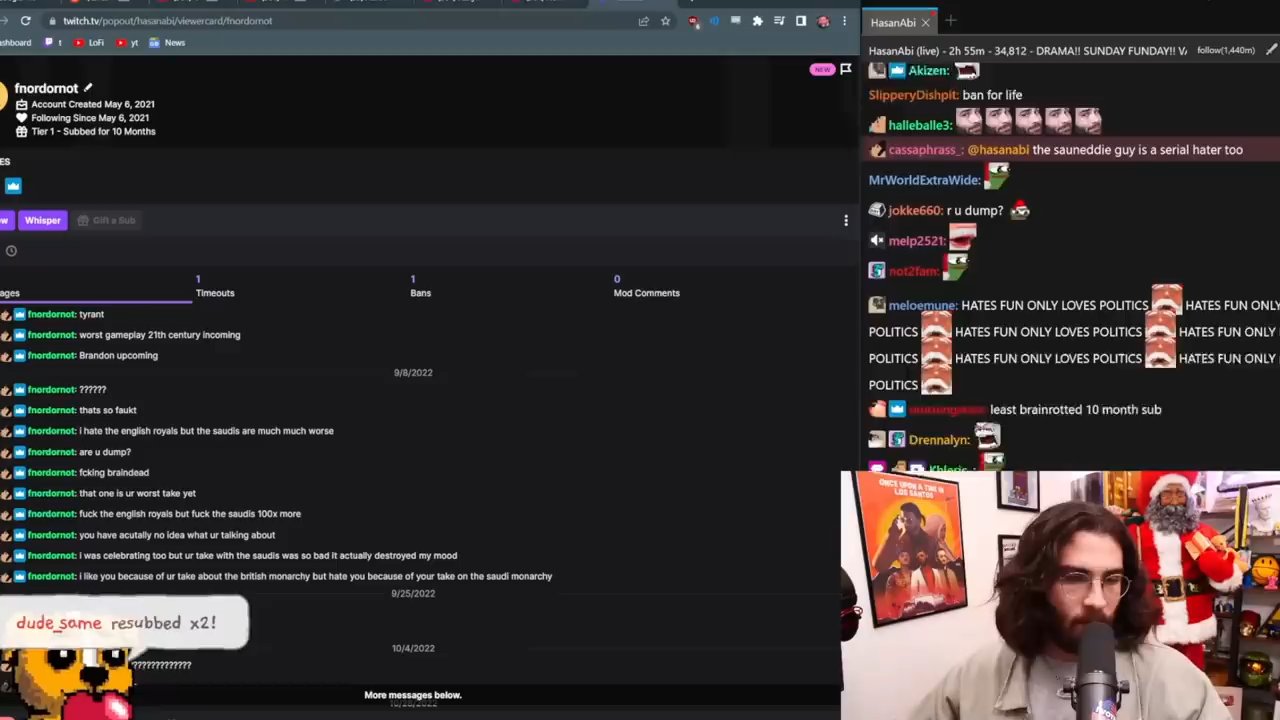 twitch.tv/popout/hasanabi/viewercard/fnordornot
HasanAbi
ashboard
t
LoFi
yt
News
HasanAbi (live) - 2h 55m - 34,812 - DRAMA!! SUNDAY FUNDAY!!
follow(1,440m)
fnordornot
NEW
Account Created May 6, 2021
Following Since May 6, 2021
Tier 1 - Subbed for 10 Months
ES
Whisper
Gift a Sub
1
1
0
ages
Timeouts
Bans
Mod Comments
fnordornot: tyrant
fnordornot: worst gameplay 21th century incoming
fnordornot: Brandon upcoming
9/8/2022
fnordornot: ??????
fnordornot: thats so faukt
fnordornot: i hate the english royals but the saudis are much much worse
fnordornot: are u dump?
fnordornot: fcking braindead
fnordornot: that one is ur worst take yet
fnordornot: fuck the english royals but fuck the saudis 100x more
fnordornot: you have acutally no idea what ur talking about
fnordornot: i was celebrating too but ur take with the saudis was so bad it actually destroyed my mood
fnordornot: i like you because of ur take about the british monarchy but hate you because of your take on the saudi monarchy
9/25/2022
10/4/2022
?????????????
More messages below.
dude_same resubbed x2!
Akizen:
SlipperyDishpit: ban for life
halleballe3:
cassaphrass_: @hasanabi the sauneddie guy is a serial hater too
MrWorldExtraWide:
jokke660: r u dump?
melp2521:
not2fam:
meloemune: HATES FUN ONLY LOVES POLITICS HATES FUN ONLY
POLITICS HATES FUN ONLY LOVES POLITICS HATES FUN ONLY
POLITICS HATES FUN ONLY LOVES POLITICS HATES FUN ONLY
POLITICS
least brainrotted 10 month sub
Drennalyn:
Khleris:
ONCE UPON A TIME IN
LOS SANTOS